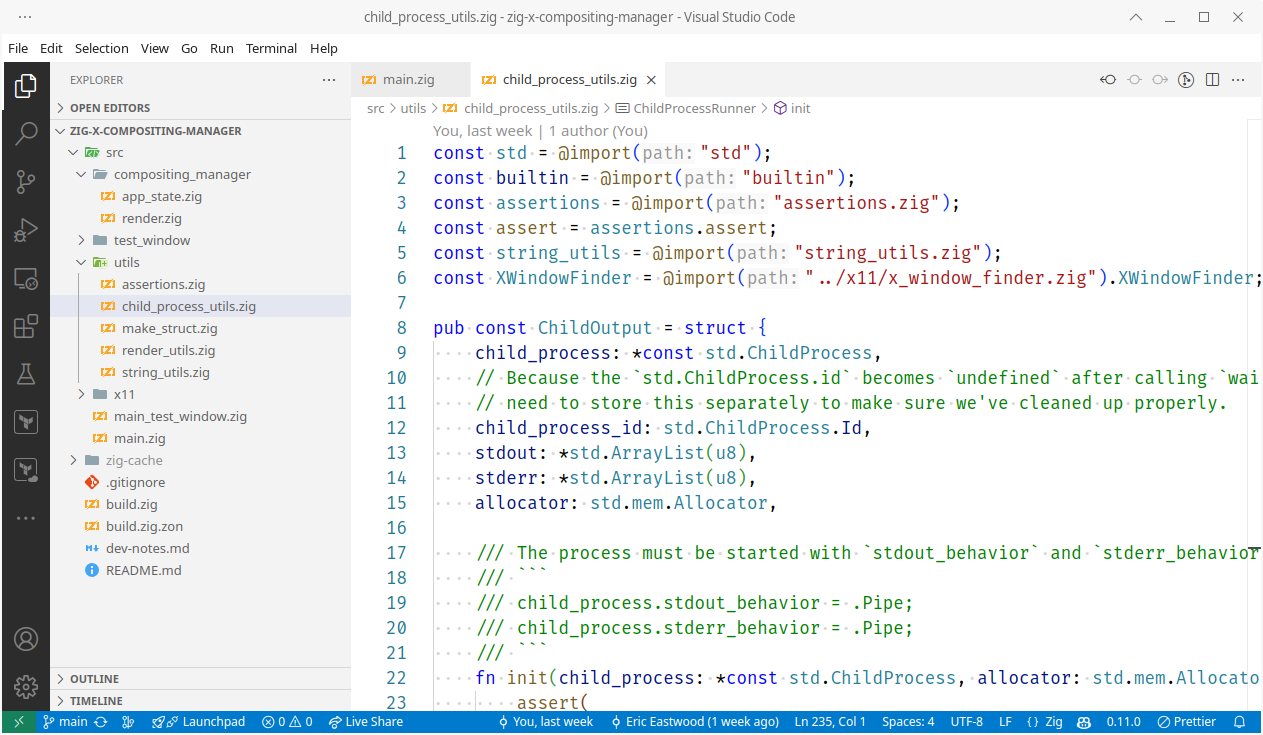 child_process_utils.zig - zig-x-compositing-manager - Visual Studio Code
File Edit Selection View Go Run Terminal Help
EXPLORER
OPEN EDITORS
ZIG-X-COMPOSITING-MANAGER
src
compositing_manager
app_state.zig
render.zig
test_window
utils
assertions.zig
child_process_utils.zig
make_struct.zig
render_utils.zig
string_utils.zig
x11
main_test_window.zig
main.zig
zig-cache
.gitignore
build.zig
build.zig.zon
dev-notes.md
README.md
OUTLINE
TIMELINE
main.zig child_process_utils.zig
src > utils > child_process_utils.zig > ChildProcessRunner > init
You, last week | 1 author (You)
1 const std = @import(path: "std");
2 const builtin = @import(path: "builtin");
3 const assertions = @import(path: "assertions.zig");
4 const assert = assertions.assert;
5 const string_utils = @import(path: "string_utils.zig");
6 const XWindowFinder = @import(path: "../x11/x_window_finder.zig").XWindowFinder;
7
8 pub const ChildOutput = struct {
9 child_process: *const std.ChildProcess,
10 // Because the `std.ChildProcess.id` becomes `undefined` after calling `wai
11 // need to store this separately to make sure we've cleaned up properly.
12 child_process_id: std.ChildProcess.Id,
13 stdout: *std.ArrayList(u8),
14 stderr: *std.ArrayList(u8),
15 allocator: std.mem.Allocator,
16
17 /// The process must be started with `stdout_behavior` and `stderr_behavior
18 /// ```
19 /// child_process.stdout_behavior = .Pipe;
20 /// child_process.stderr_behavior = .Pipe;
21 /// ```
22 fn init(child_process: *const std.ChildProcess, allocator: std.mem.Allocato
23 assert(
main Launchpad 0 0 Live Share You, last week Eric Eastwood (1 week ago) Ln 235, Col 1 Spaces: 4 UTF-8 LF {} Zig 0.11.0 Prettier